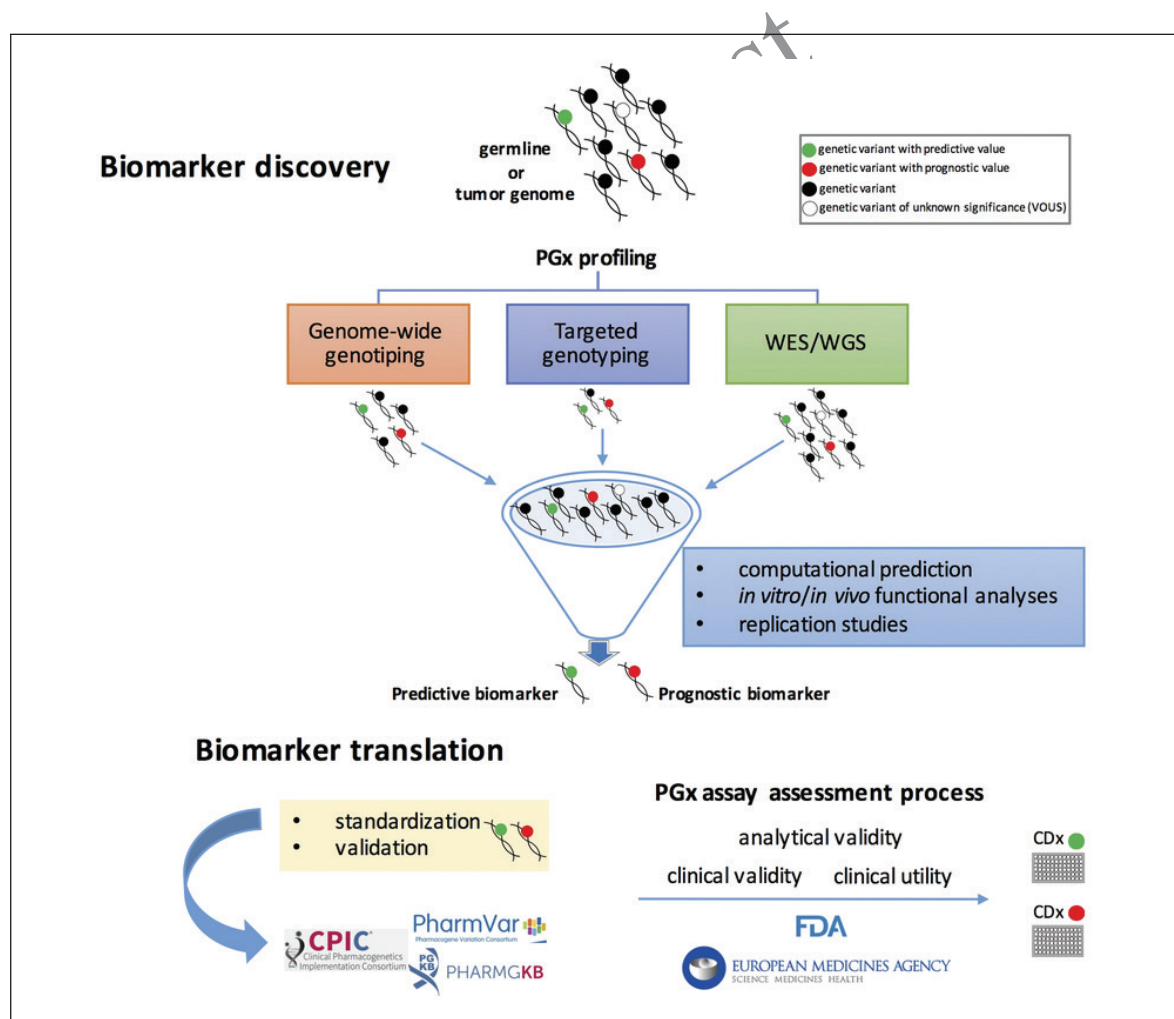 ct
Biomarker discovery
germline
or
tumor genome
genetic variant with predictive value
genetic variant with prognostic value
genetic variant
genetic variant of unknown significance (VOUS)
PGx profiling
Genome-wide
genotiping
Targeted
genotyping
WES/WGS
• computational prediction
• in vitro/in vivo functional analyses
• replication studies
Predictive biomarker
Prognostic biomarker
Biomarker translation
• standardization
• validation
CPIC®
Clinical Pharmacogenetics
Implementation Consortium
PharmVar
Pharmacogene Variation Consortium
PG
KB
PHARMGKB
PGx assay assessment process
analytical validity
clinical validity
clinical utility
FDA
EUROPEAN MEDICINES AGENCY
SCIENCE MEDICINES HEALTH
CDx
CDx